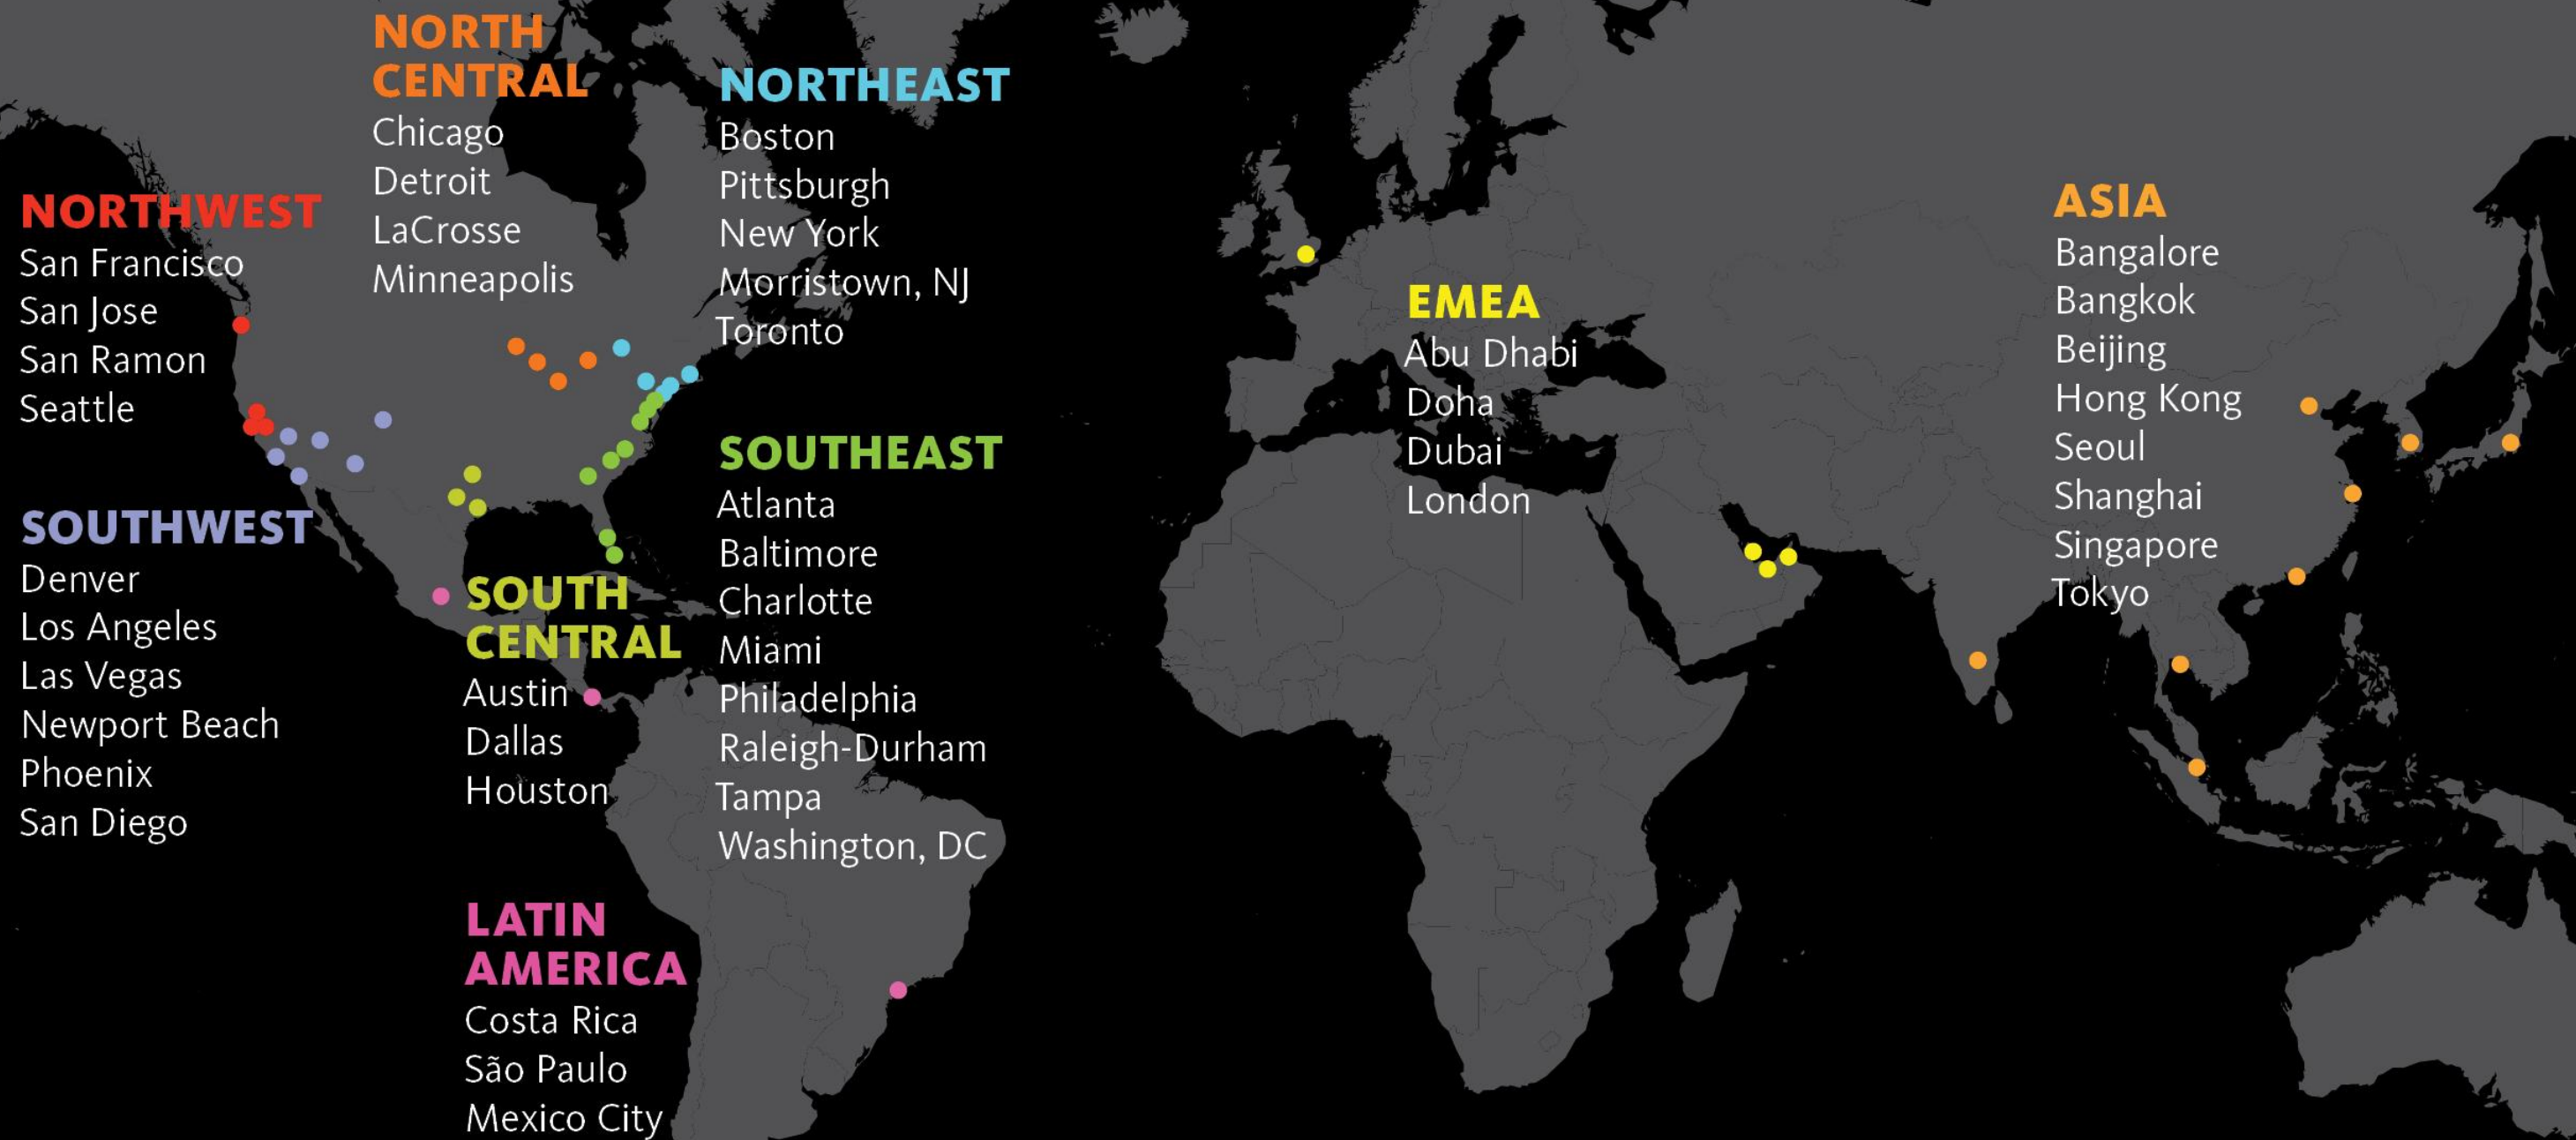 NORTHWEST
San Francisco
San Jose
San Ramon
Seattle
SOUTHWEST
Denver
Los Angeles
Las Vegas
Newport Beach
Phoenix
San Diego
NORTH
CENTRAL
Chicago
Detroit
LaCrosse
Minneapolis
SOUTH
CENTRAL
Austin
Dallas
Houston
LATIN
AMERICA
Costa Rica
São Paulo
Mexico City
NORTHEAST
Boston
Pittsburgh
New York
Morristown, NJ
Toronto
SOUTHEAST
Atlanta
Baltimore
Charlotte
Miami
Philadelphia
Raleigh-Durham
Tampa
Washington, DC
EMEA
Abu Dhabi
Doha
Dubai
London
ASIA
Bangalore
Bangkok
Beijing
Hong Kong
Seoul
Shanghai
Singapore
Tokyo